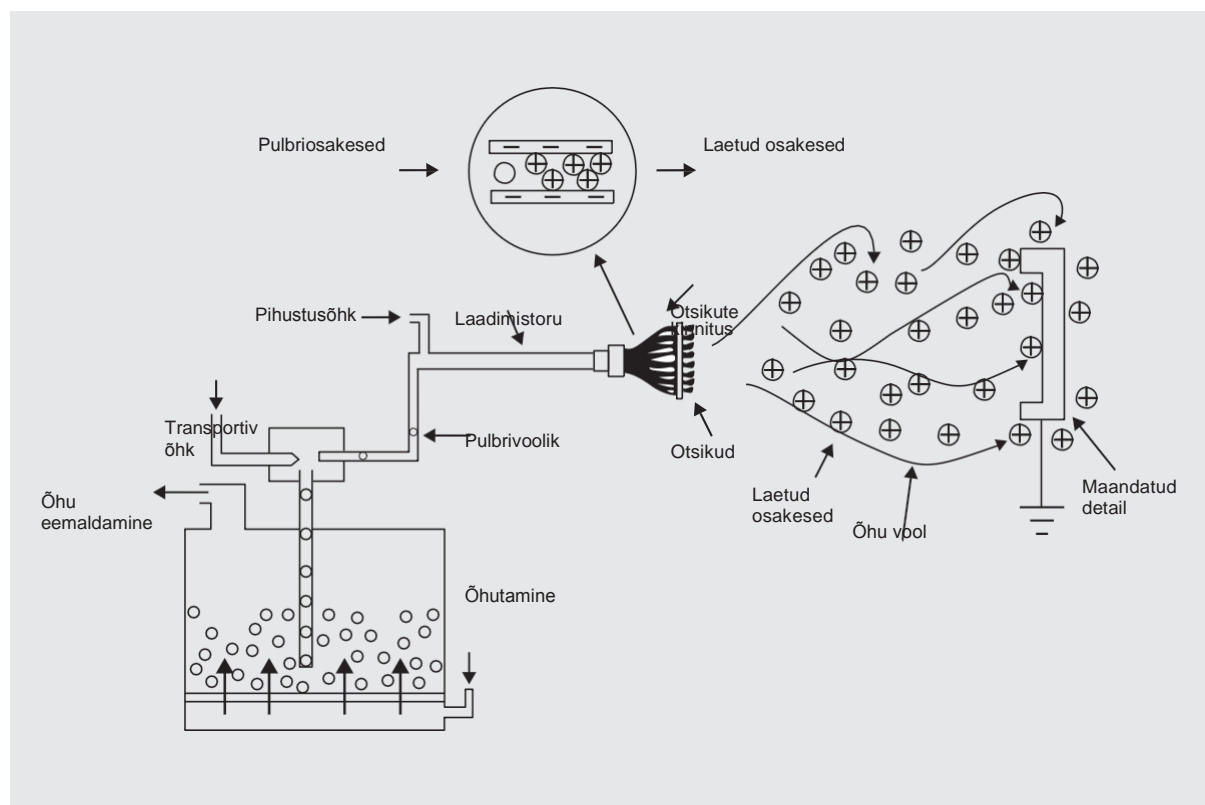 Pulbriosakesed
Laetud osakesed
Pihustusõhk
Laadimistoru
Otsikute
kinnitus
Transportiv
õhk
Pulbrivoolik
Otsikud
Õhu
eemaldamine
Laetud
osakesed
Õhu vool
Maandatud
detail
Õhutamine